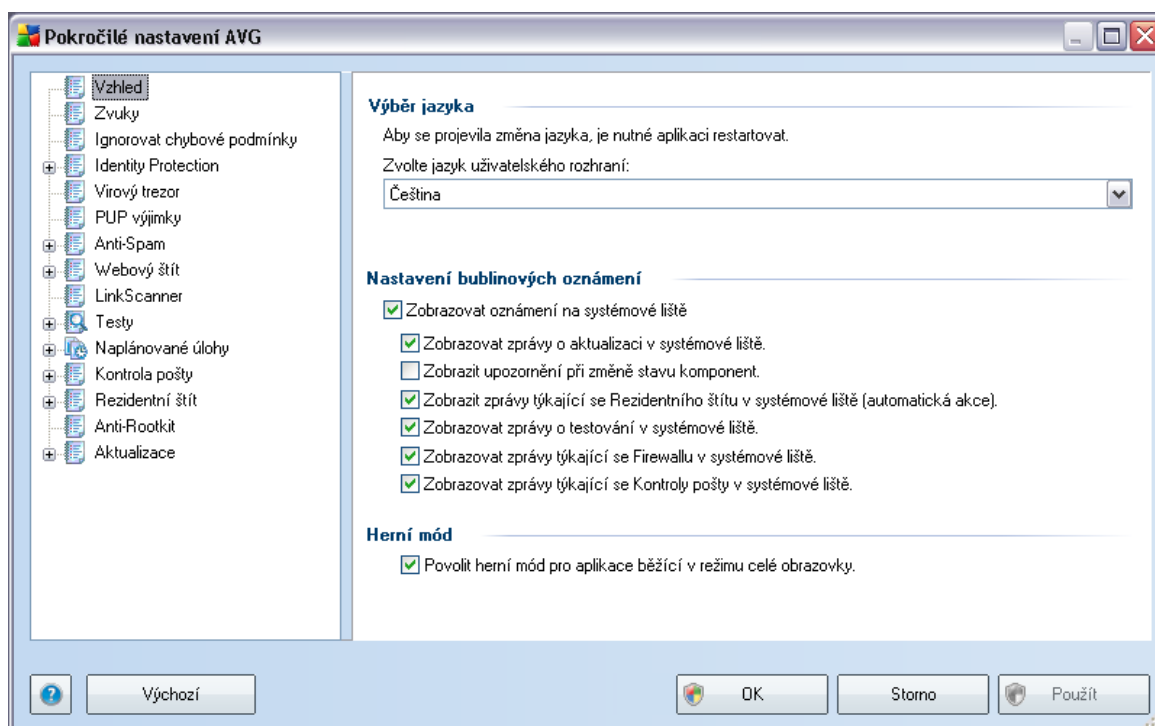 Pokročilé nastavení AVG
Vzhled
Zvuky
Ignorovat chybové podmínky
Identity Protection
Virový trezor
PUP výjimky
Anti-Spam
Webový štít
LinkScanner
Testy
Naplánované úlohy
Kontrola pošty
Rezidentní štít
Anti-Rootkit
Aktualizace
Výběr jazyka
Aby se projevila změna jazyka, je nutné aplikaci restartovat.
Zvolte jazyk uživatelského rozhraní:
Čeština
Nastavení bublinových oznámení
Zobrazovat oznámení na systémové liště
Zobrazovat zprávy o aktualizaci v systémové liště.
Zobrazit upozornění při změně stavu komponent.
Zobrazit zprávy týkající se Rezidentního štítu v systémové liště (automatická akce).
Zobrazovat zprávy o testování v systémové liště.
Zobrazovat zprávy týkající se Firewallu v systémové liště.
Zobrazovat zprávy týkající se Kontroly pošty v systémové liště.
Herní mód
Povolit herní mód pro aplikace běžící v režimu celé obrazovky.
Výchozí
OK
Storno
Použít